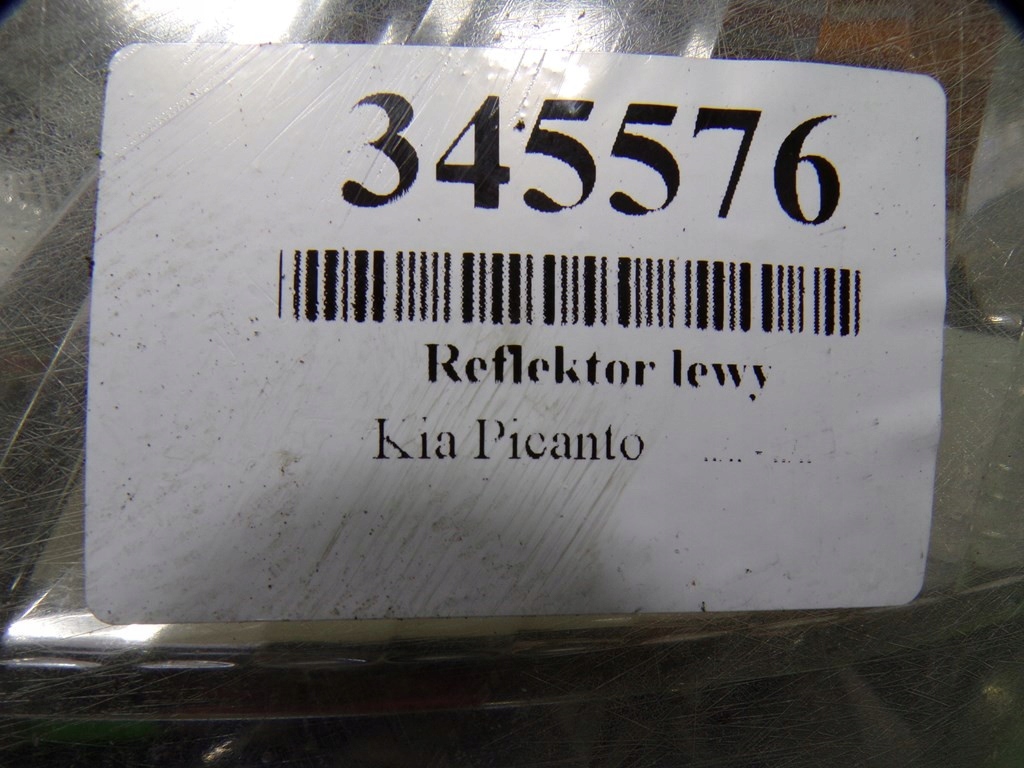 345576
Reflektor lewy
Kia Picanto